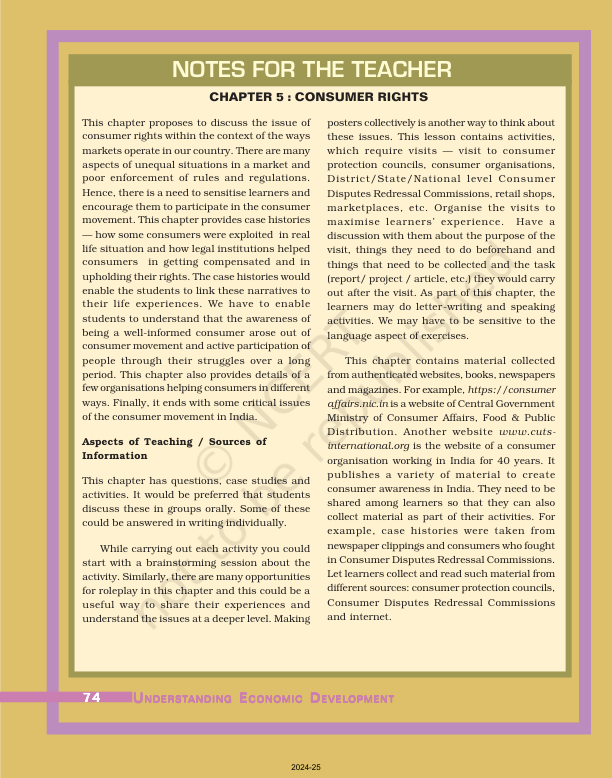 NOTES FOR THE TEACHER
CHAPTER 5 : CONSUMER RIGHTS
This chapter proposes to discuss the issue of
consumer rights within the context of the ways
markets operate in our country. There are many
aspects of unequal situations in a market and
poor enforcement of rules and regulations.
Hence, there is a need to sensitise learners and
encourage them to participate in the consumer
movement. This chapter provides case histories
— how some consumers were exploited in real
life situation and how legal institutions helped
consumers in getting compensated and in
upholding their rights. The case histories would
enable the students to link these narratives to
their life experiences. We have to enable
students to understand that the awareness of
being a well-informed consumer arose out of
consumer movement and active participation of
people through their struggles over a long
period. This chapter also provides details of a
few organisations helping consumers in different
ways. Finally, it ends with some critical issues
of the consumer movement in India.
Aspects of Teaching / Sources of
Information
This chapter has questions, case studies and
activities. It would be preferred that students
discuss these in groups orally. Some of these
could be answered in writing individually.
While carrying out each activity you could
start with a brainstorming session about the
activity. Similarly, there are many opportunities
for roleplay in this chapter and this could be a
useful way to share their experiences and
understand the issues at a deeper level. Making
posters collectively is another way to think about
these issues. This lesson contains activities,
which require visits — visit to consumer
protection councils, consumer organisations,
District/State/National level Consumer
Disputes Redressal Commissions, retail shops,
marketplaces, etc. Organise the visits to
maximise learners' experience. Have a
discussion with them about the purpose of the
visit, things they need to do beforehand and
things that need to be collected and the task
(report/ project / article, etc.) they would carry
out after the visit. As part of this chapter, the
learners may do letter-writing and speaking
activities. We may have to be sensitive to the
language aspect of exercises.
This chapter contains material collected
from authenticated websites, books, newspapers
and magazines. For example, https://consumer
affairs.nic.in is a website of Central Government
Ministry of Consumer Affairs, Food & Public
Distribution. Another website www.cuts-
international.org is the website of a consumer
organisation working in India for 40 years. It
publishes a variety of material to create
consumer awareness in India. They need to be
shared among learners so that they can also
collect material as part of their activities. For
example, case histories were taken from
newspaper clippings and consumers who fought
in Consumer Disputes Redressal Commissions.
Let learners collect and read such material from
different sources: consumer protection councils,
Consumer Disputes Redressal Commissions
and internet.
© NCERT
not to be republished
74 UNDERSTANDING ECONOMIC DEVELOPMENT
2024-25